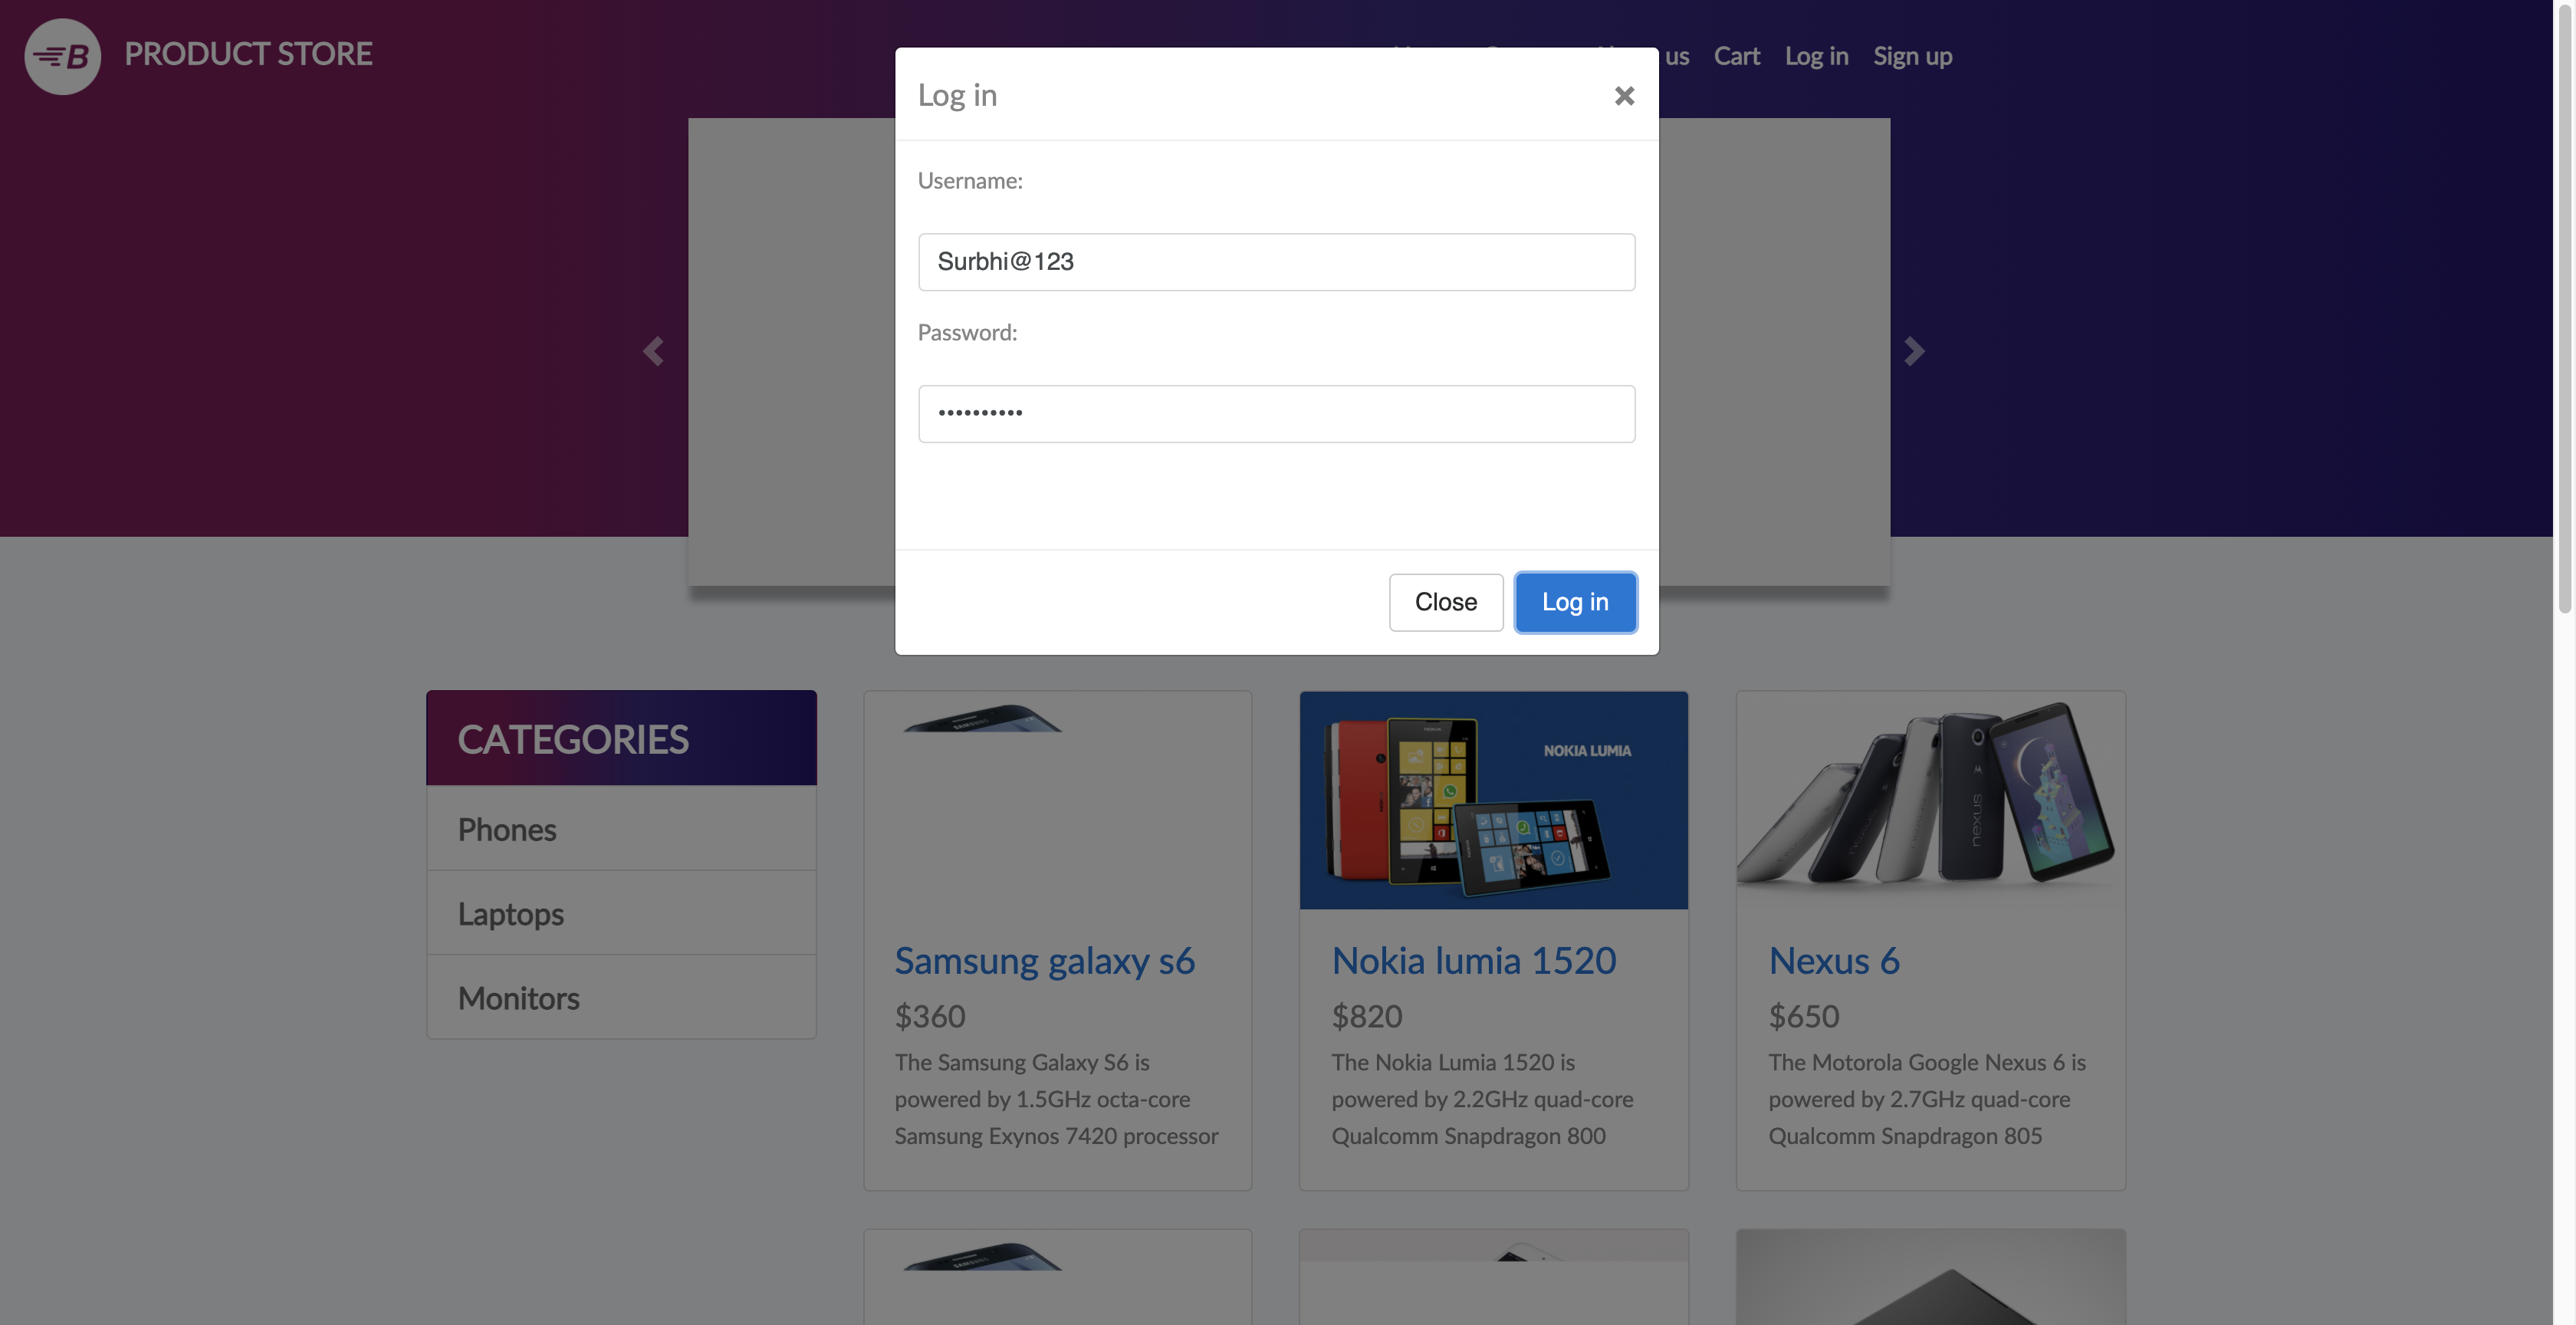 B PRODUCT STORE
us Cart Log in Sign up
Log in
Username:
Surbhi@123
Password:
••••••••••
Close Log in
CATEGORIES
Phones
Laptops
Monitors
SAMSUNG
Samsung galaxy s6
$360
The Samsung Galaxy S6 is
powered by 1.5GHz octa-core
Samsung Exynos 7420 processor
NOKIA LUMIA
Nokia lumia 1520
$820
The Nokia Lumia 1520 is
powered by 2.2GHz quad-core
Qualcomm Snapdragon 800
nexus
Nexus 6
$650
The Motorola Google Nexus 6 is
powered by 2.7GHz quad-core
Qualcomm Snapdragon 805
SAMSUNG